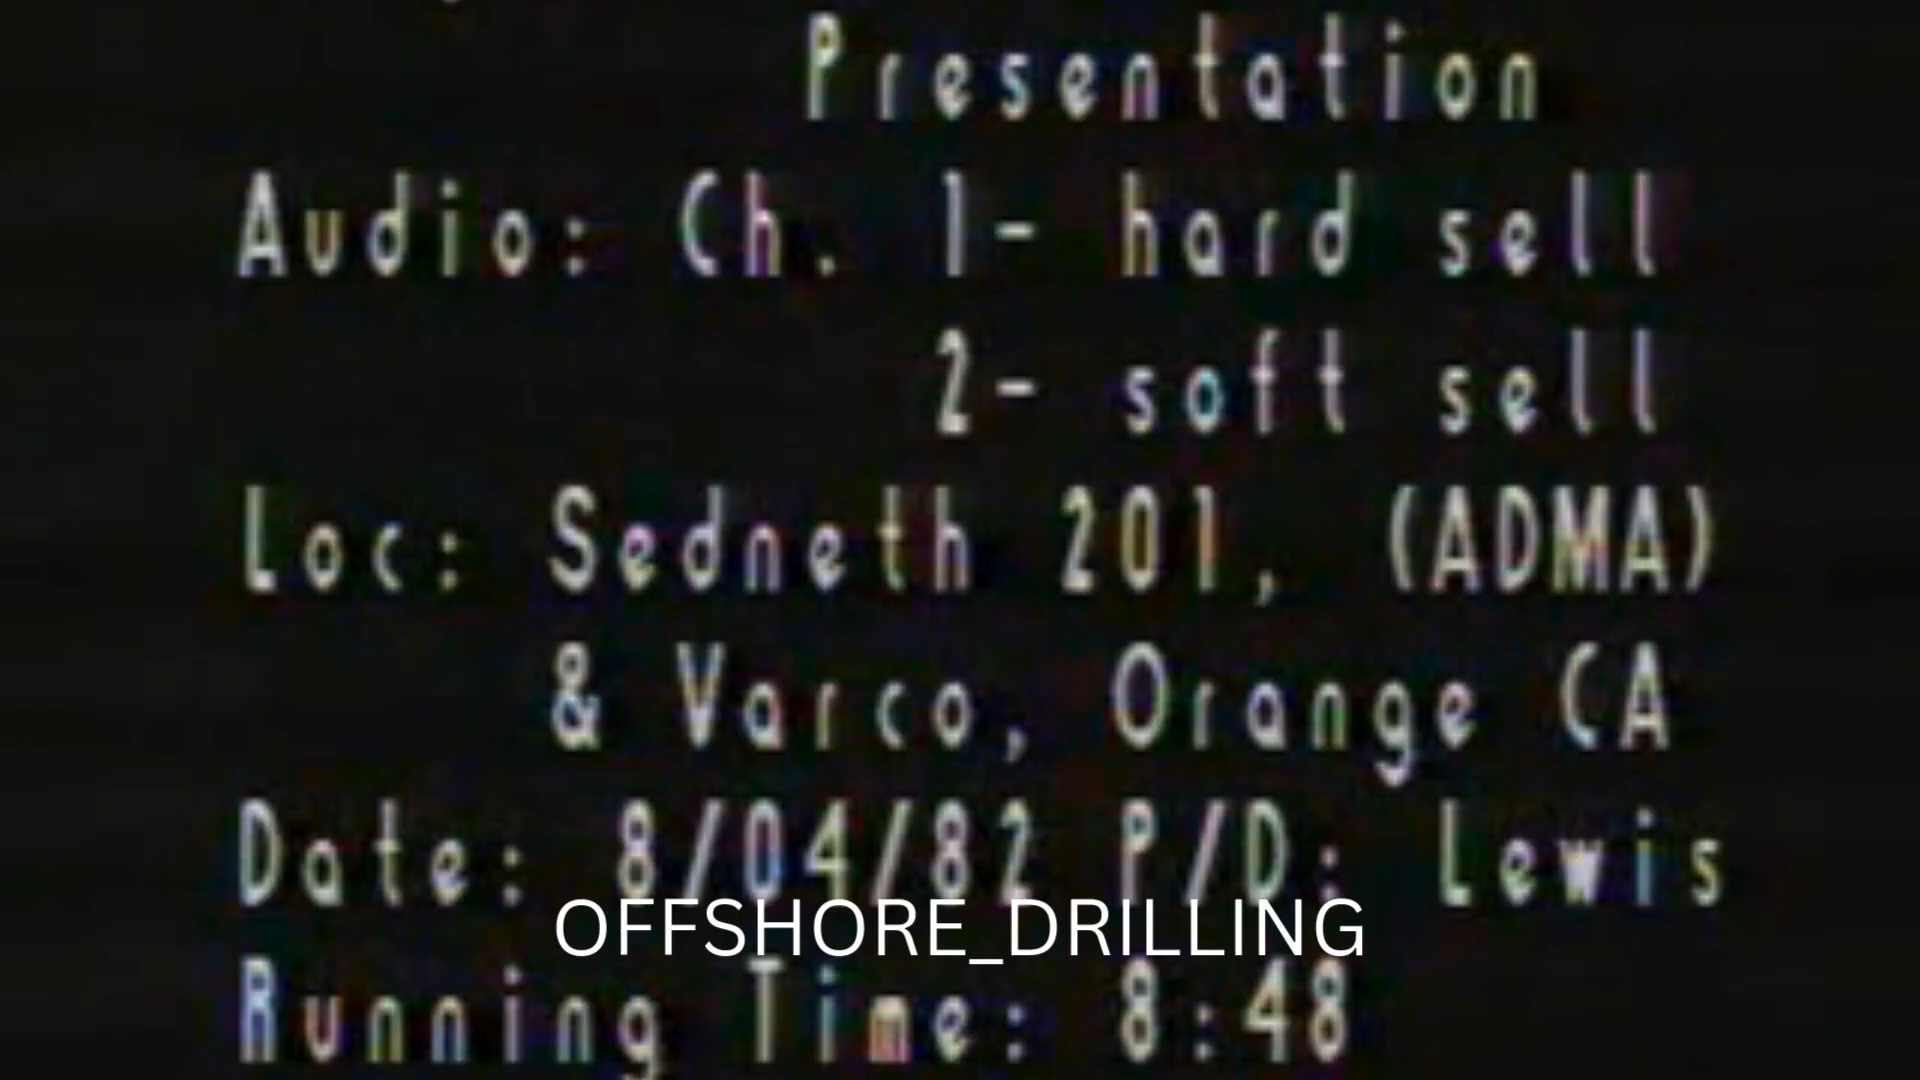 Presentation
Audio: Ch. 1- hard sell
2- soft sell
Loc: Sedneth 201, (ADMA)
& Varco, Orange CA
Date: 8/04/82 P/D: Lewis
OFFSHORE_DRILLING
Running Time: 8:48